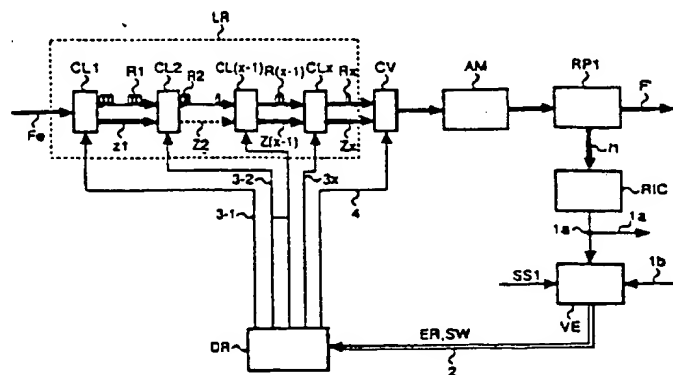 LR
CL1 R1 CL2 R2 CL(x-1) R(x-1) CLx Rx CV AM RP1
F
Fe
Z1 Z2 Z(x-1) Zx
M
3-2 3x
3-1 4
RIC
1a 1a
SS1 1b
VE
DR ER,SW
2